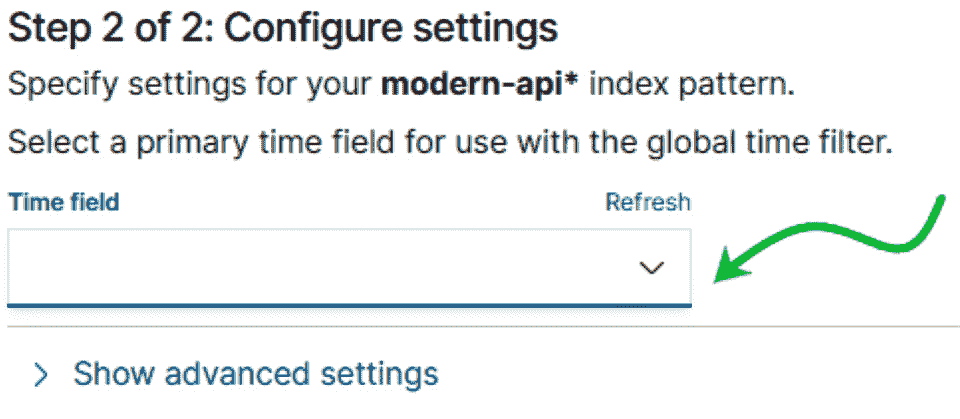 Step 2 of 2: Configure settings
Specify settings for your modern-api* index pattern.
Select a primary time field for use with the global time filter.
Time field Refresh
Show advanced settings